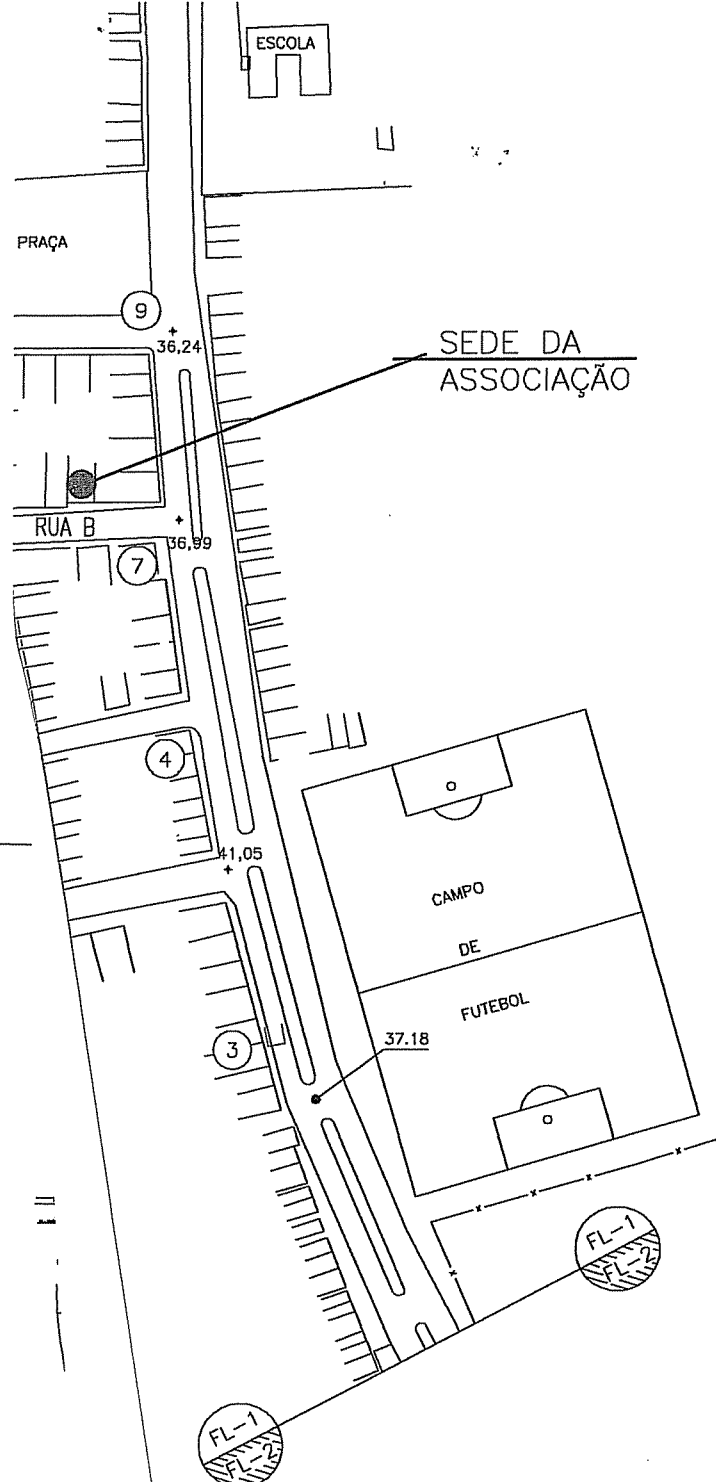 ESCOLA
PRAÇA
9
36,24
SEDE DA
ASSOCIAÇÃO
RUA B
36,99
7
4
41,05
CAMPO
DE
FUTEBOL
3
37.18
FL-1
FL-2
FL-1
FL-2